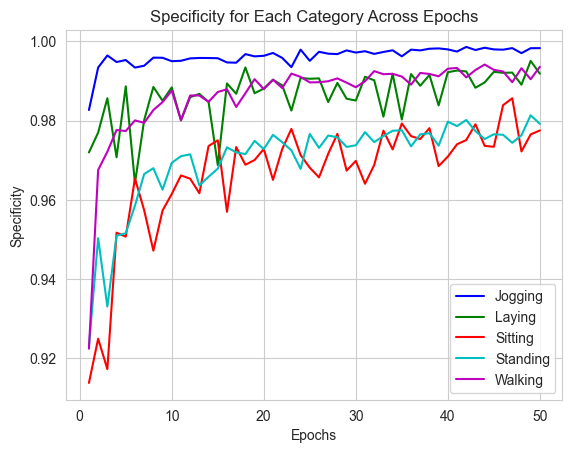 Specificity for Each Category Across Epochs
Specificity
1.00
0.98
0.96
0.94
0.92
0
10
20
30
40
50
Epochs
Jogging
Laying
Sitting
Standing
Walking